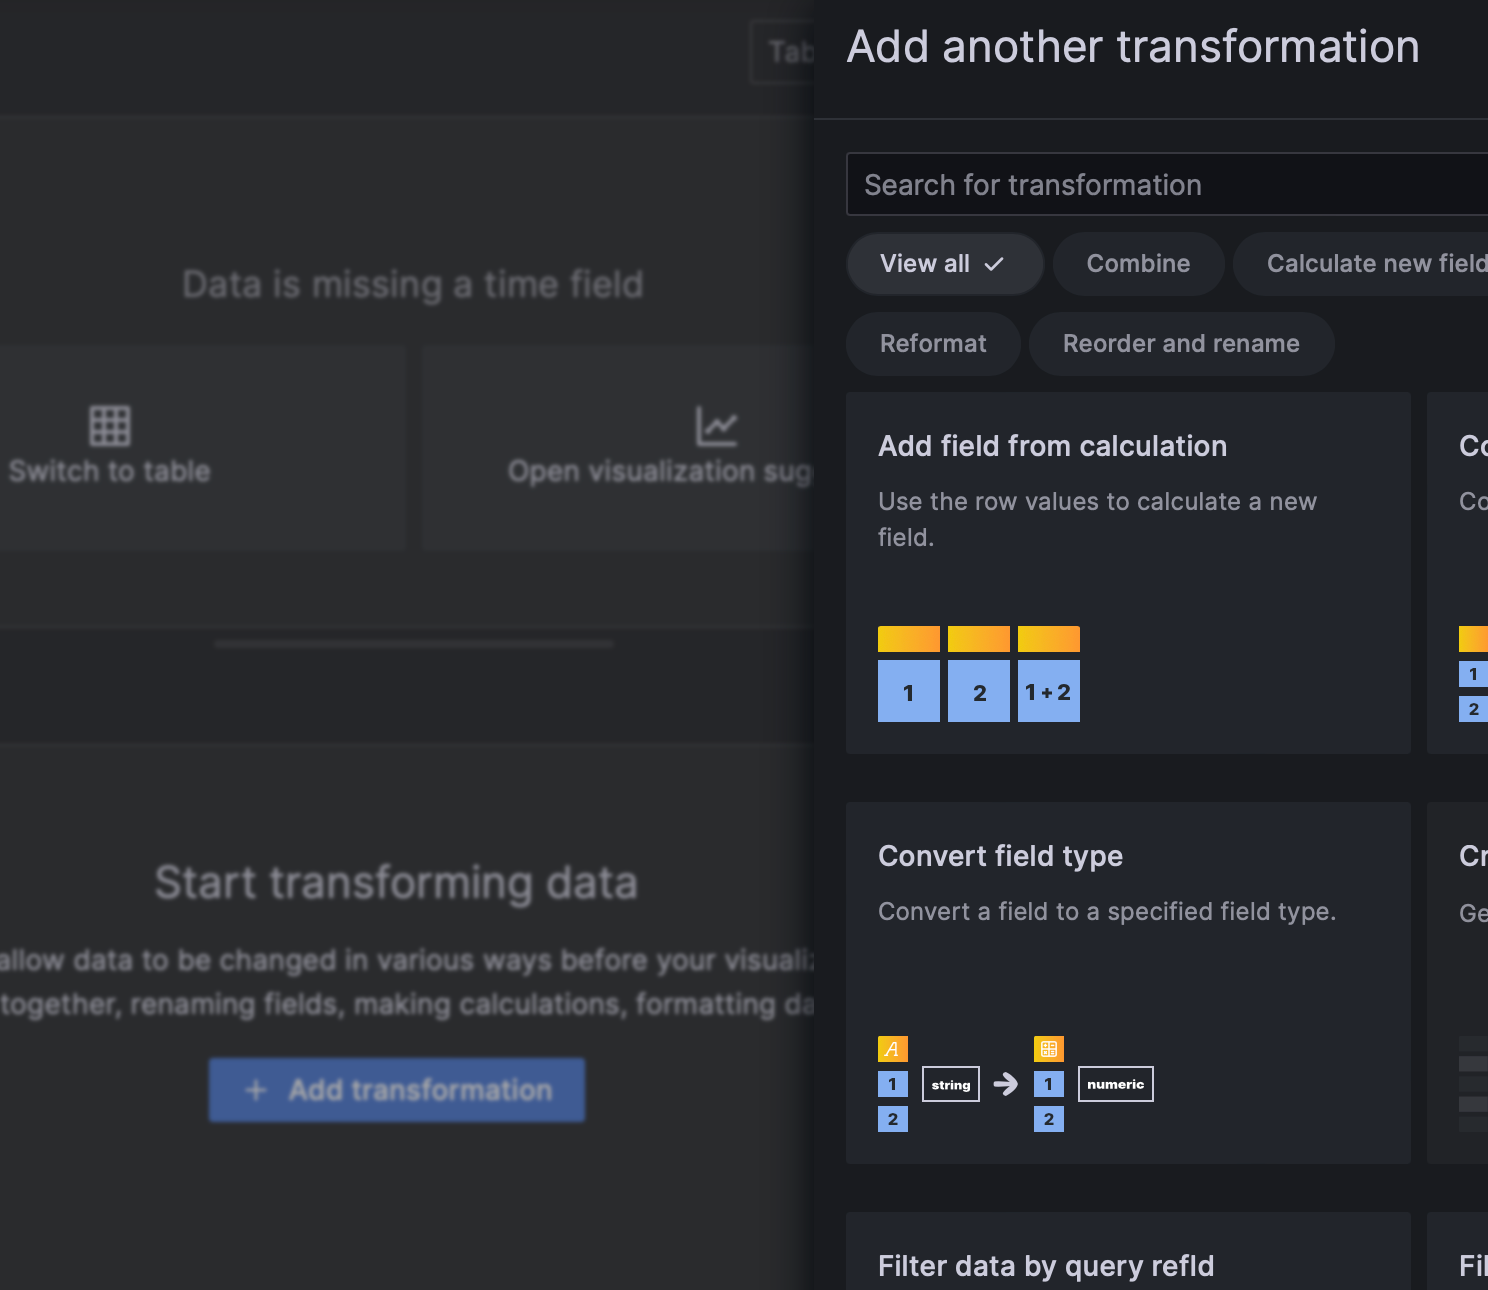 Tab
Data is missing a time field
Switch to table
Open visualization sug
Start transforming data
allow data to be changed in various ways before your visualiz
together, renaming fields, making calculations, formatting da
+ Add transformation
Add another transformation
Search for transformation
View all ✓
Combine
Calculate new field
Reformat
Reorder and rename
Add field from calculation
Use the row values to calculate a new
field.
1 2 1+2
Co
Co
1
2
Convert field type
Convert a field to a specified field type.
A
1 string → 1 numeric
2 2
Cr
Ge
Filter data by query refId
Fil